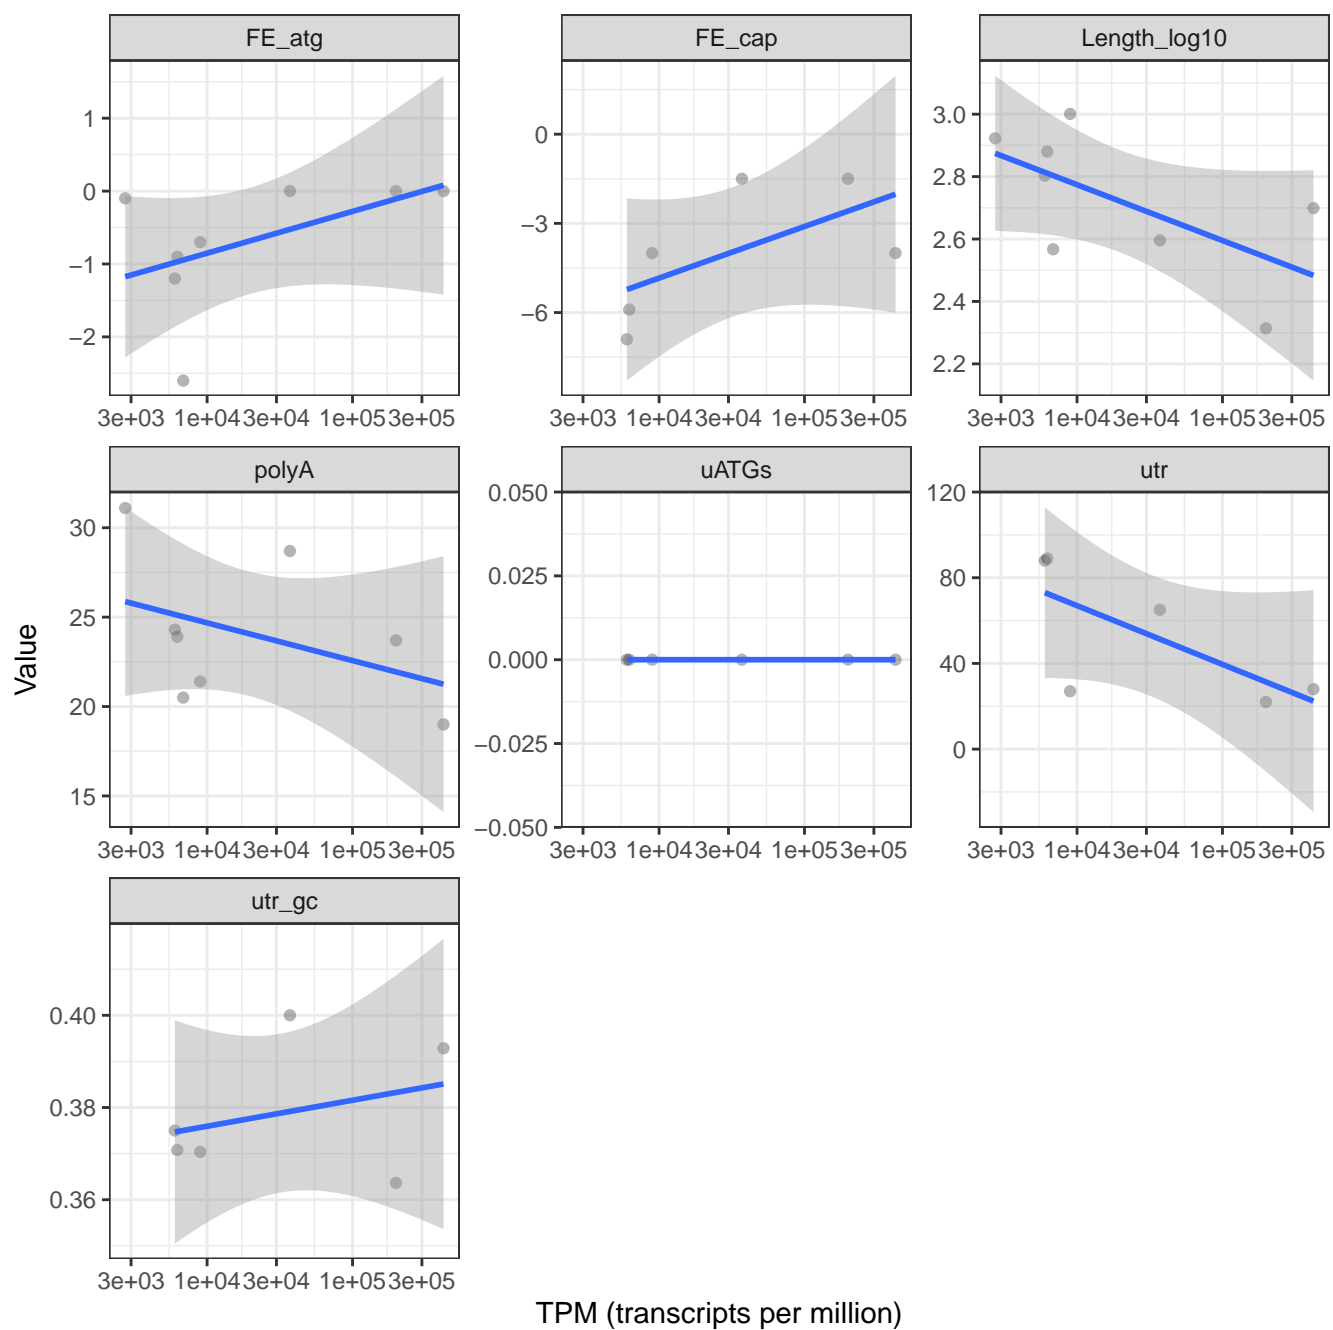 FE_atg
FE_cap
Length_log10
1
0
−1
−2
0
−3
−6
3.0
2.8
2.6
2.4
2.2
3e+03 1e+04 3e+04 1e+05 3e+05
3e+03 1e+04 3e+04 1e+05 3e+05
3e+03 1e+04 3e+04 1e+05 3e+05
polyA
uATGs
utr
30
25
20
15
0.050
0.025
0.000
−0.025
−0.050
120
80
40
0
3e+03 1e+04 3e+04 1e+05 3e+05
3e+03 1e+04 3e+04 1e+05 3e+05
3e+03 1e+04 3e+04 1e+05 3e+05
utr_gc
0.40
0.38
0.36
3e+03 1e+04 3e+04 1e+05 3e+05
Value
TPM (transcripts per million)